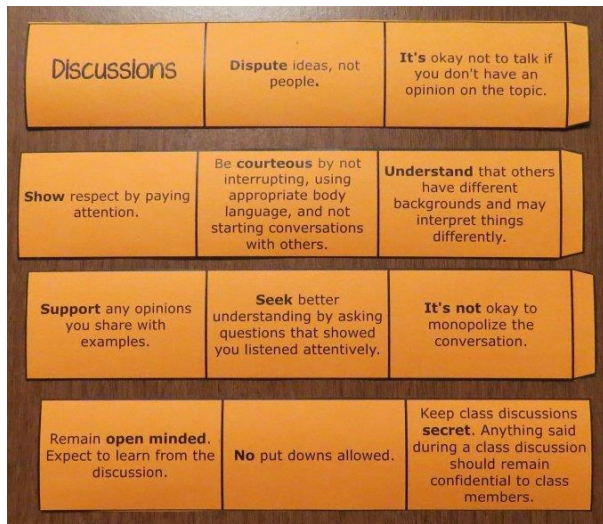 Discussions
Dispute ideas, not
people.
It's okay not to talk if
you don't have an
opinion on the topic.
Show respect by paying
attention.
Be courteous by not
interrupting, using
appropriate body
language, and not
starting conversations
with others.
Understand that others
have different
backgrounds and may
interpret things
differently.
Support any opinions
you share with
examples.
Seek better
understanding by asking
questions that showed
you listened attentively.
It's not okay to
monopolize the
conversation.
Remain open minded.
Expect to learn from the
discussion.
No put downs allowed.
Keep class discussions
secret. Anything said
during a class discussion
should remain
confidential to class
members.